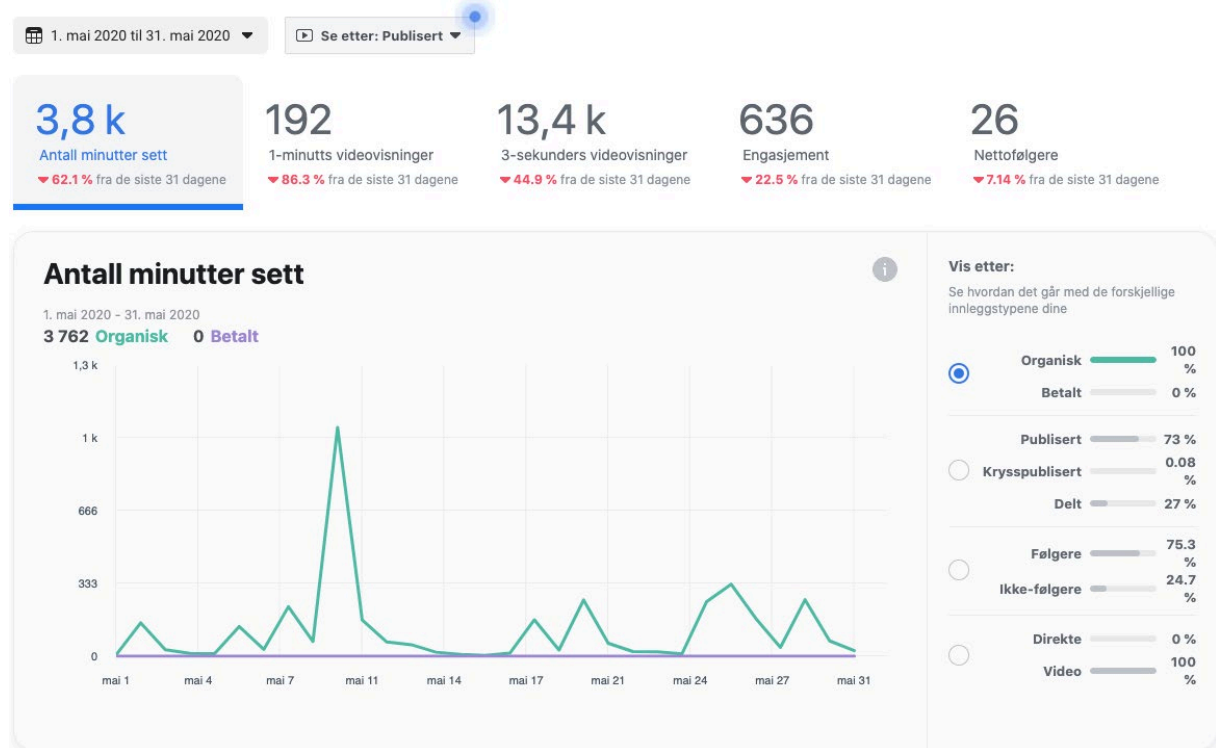 1. mai 2020 til 31. mai 2020
Se etter: Publisert
3,8 k
Antall minutter sett
62.1 % fra de siste 31 dagene
192
1-minutts videovisninger
86.3 % fra de siste 31 dagene
13,4 k
3-sekunders videovisninger
44.9 % fra de siste 31 dagene
636
Engasjement
22.5 % fra de siste 31 dagene
26
Nettofølgere
7.14 % fra de siste 31 dagene
Antall minutter sett
1. mai 2020 - 31. mai 2020
3 762 Organisk 0 Betalt
1,3 k
1 k
666
333
0
mai 1 mai 4 mai 7 mai 11 mai 14 mai 17 mai 21 mai 24 mai 27 mai 31
Vis etter:
Se hvordan det går med de forskjellige
innleggstypene dine
Organisk 100
%
Betalt 0 %
Publisert 73 %
Krysspublisert 0.08
%
Delt 27 %
Følgere 75.3
%
Ikke-følgere 24.7
%
Direkte 0 %
Video 100
%